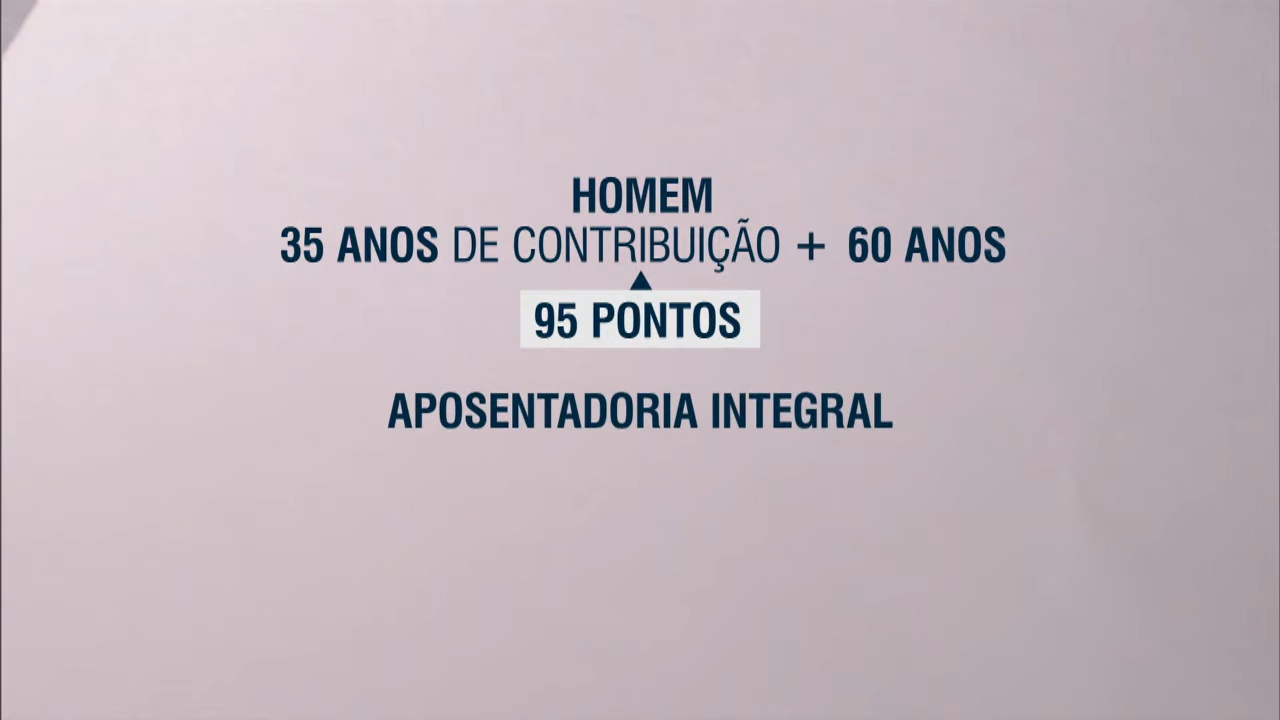 HOMEM
35 ANOS DE CONTRIBUIÇÃO + 60 ANOS
95 PONTOS
APOSENTADORIA INTEGRAL